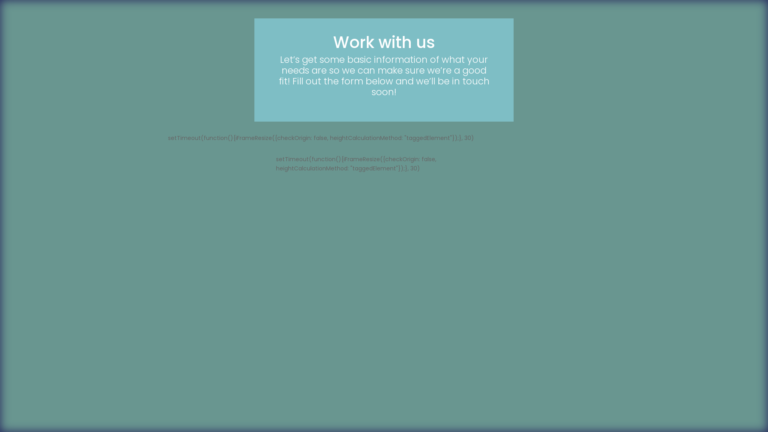 Work with us
Let's get some basic information of what your
needs are so we can make sure we're a good
fit! Fill out the form below and we'll be in touch
soon!
setTimeout(function(){iFrameResize({checkOrigin: false, heightCalculationMethod: "taggedElement"});}, 30)
setTimeout(function(){iFrameResize({checkOrigin: false,
heightCalculationMethod: "taggedElement"});}, 30)